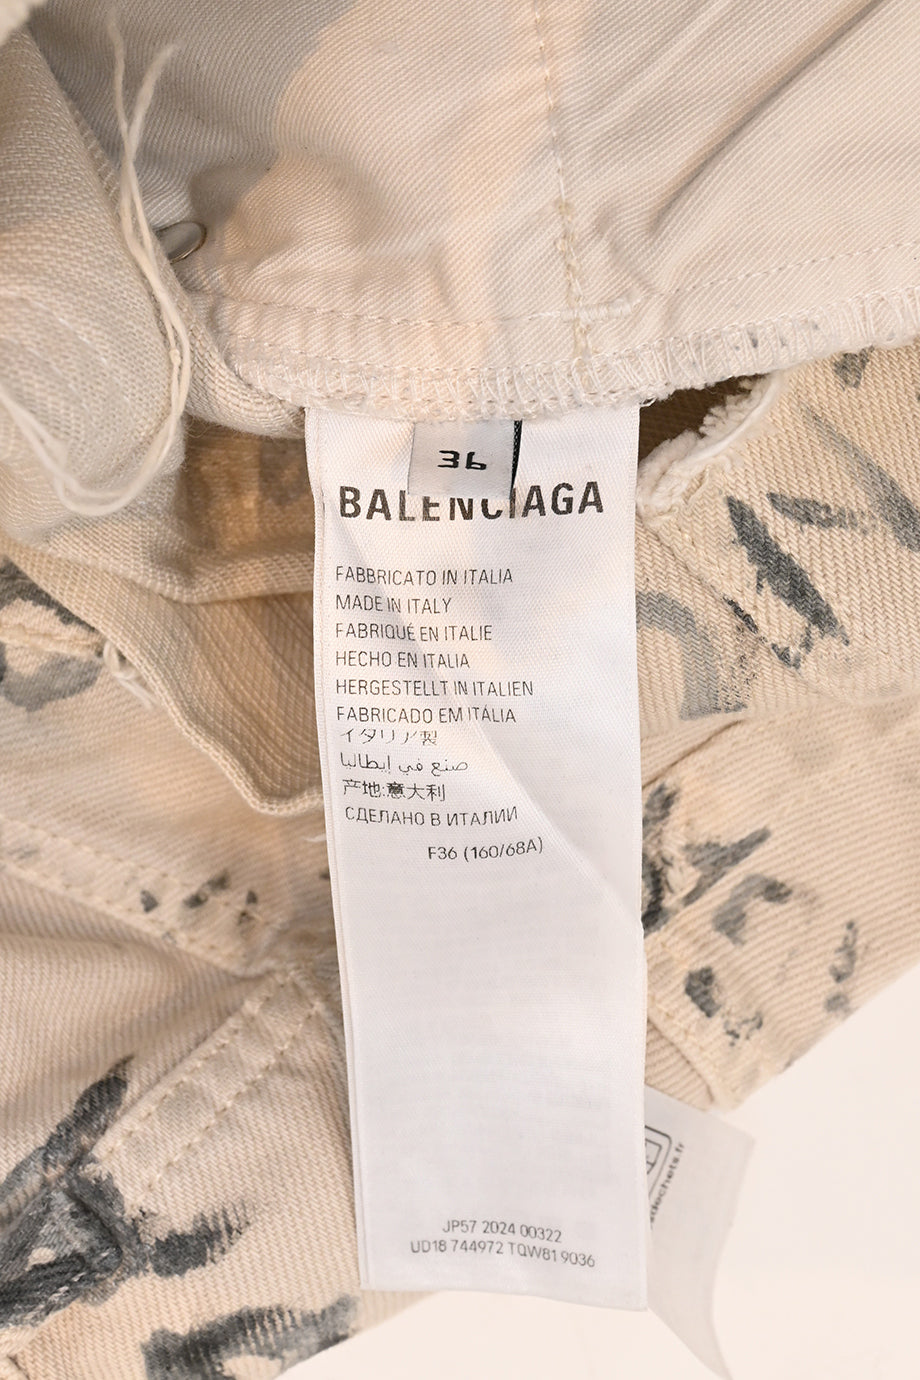 36
BALENCIAGA
FABBRICATO IN ITALIA
MADE IN ITALY
FABRIQUÉ EN ITALIE
HECHO EN ITALIA
HERGESTELLT IN ITALIEN
FABRICADO EM ITÁLIA
イタリア製
صنع في إيطاليا
产地:意大利
СДЕЛАНО В ИТАЛИИ
F36 (160/68A)
JP57 2024 00322
UD18 744972 TQW81 9036